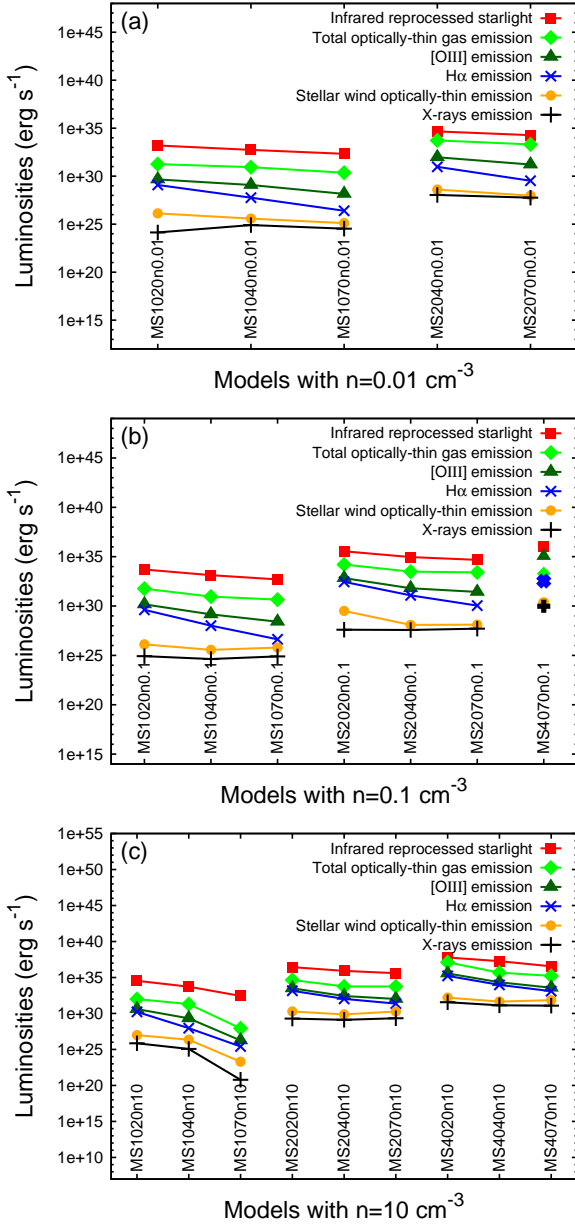 (a)
Infrared reprocessed starlight
Total optically-thin gas emission
[OIII] emission
Hα emission
Stellar wind optically-thin emission
X-rays emission
1e+45
1e+40
1e+35
1e+30
1e+25
1e+20
1e+15
Luminosities (erg s⁻¹)
MS1020n0.01
MS1040n0.01
MS1070n0.01
MS2040n0.01
MS2070n0.01
Models with n=0.01 cm⁻³
(b)
Infrared reprocessed starlight
Total optically-thin gas emission
[OIII] emission
Hα emission
Stellar wind optically-thin emission
X-rays emission
1e+45
1e+40
1e+35
1e+30
1e+25
1e+20
1e+15
Luminosities (erg s⁻¹)
MS1020n0.1
MS1040n0.1
MS1070n0.1
MS2020n0.1
MS2040n0.1
MS2070n0.1
MS4070n0.1
Models with n=0.1 cm⁻³
(c)
Infrared reprocessed starlight
Total optically-thin gas emission
[OIII] emission
Hα emission
Stellar wind optically-thin emission
X-rays emission
1e+55
1e+50
1e+45
1e+40
1e+35
1e+30
1e+25
1e+20
1e+15
1e+10
Luminosities (erg s⁻¹)
MS1020n10
MS1040n10
MS1070n10
MS2020n10
MS2040n10
MS2070n10
MS4020n10
MS4040n10
MS4070n10
Models with n=10 cm⁻³